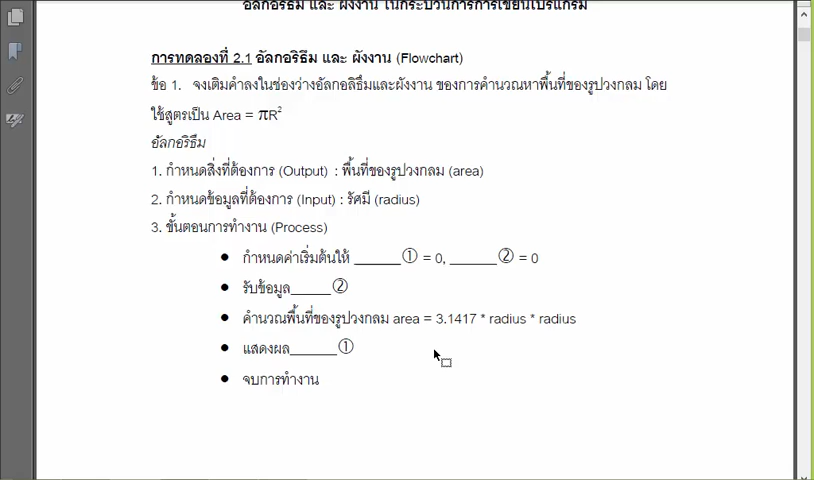 อัลกอริธึม และ ผังงาน ในกระบวนการการเขียนโปรแกรม
การทดลองที่ 2.1 อัลกอริธึม และ ผังงาน (Flowchart)
ข้อ 1. จงเติมคำลงในช่องว่างอัลกอลิธึมและผังงาน ของการคำนวณหาพื้นที่ของรูปวงกลม โดย
ใช้สูตรเป็น Area = πR²
อัลกอริธึม
1. กำหนดสิ่งที่ต้องการ (Output) : พื้นที่ของรูปวงกลม (area)
2. กำหนดข้อมูลที่ต้องการ (Input) : รัศมี (radius)
3. ขั้นตอนการทำงาน (Process)
● กำหนดค่าเริ่มต้นให้ ______① = 0, ______② = 0
● รับข้อมูล_____②
● คำนวณพื้นที่ของรูปวงกลม area = 3.1417 * radius * radius
● แสดงผล______①
● จบการทำงาน